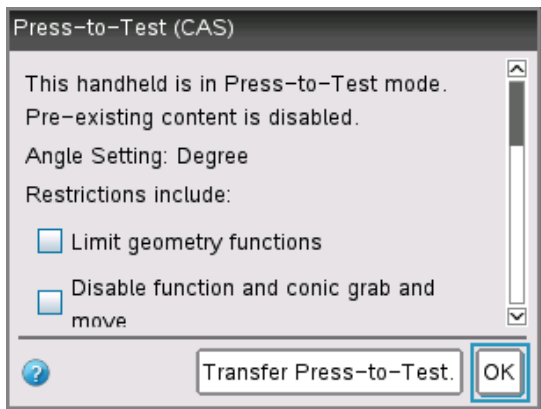 Press-to-Test (CAS)
This handheld is in Press-to-Test mode.
Pre-existing content is disabled.
Angle Setting: Degree
Restrictions include:
Limit geometry functions
Disable function and conic grab and
move
?
Transfer Press-to-Test.
OK